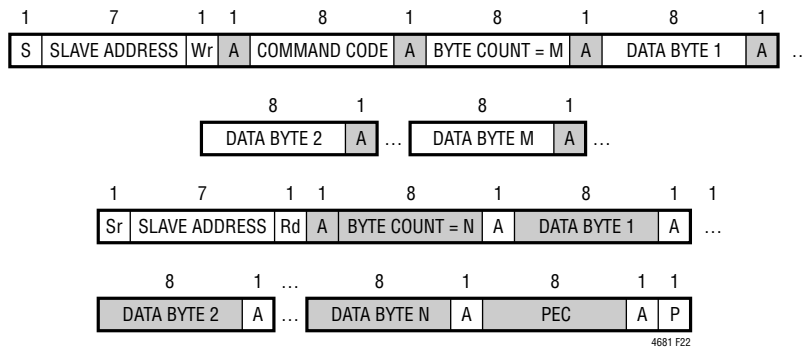 1 7 1 1 8 1 8 1 8 1
S SLAVE ADDRESS Wr A COMMAND CODE A BYTE COUNT = M A DATA BYTE 1 A …
8 1 8 1
DATA BYTE 2 A … DATA BYTE M A …
1 7 1 1 8 1 8 1 1
Sr SLAVE ADDRESS Rd A BYTE COUNT = N A DATA BYTE 1 A …
8 1 … 8 1 8 1 1
DATA BYTE 2 A … DATA BYTE N A PEC A P
4681 F22